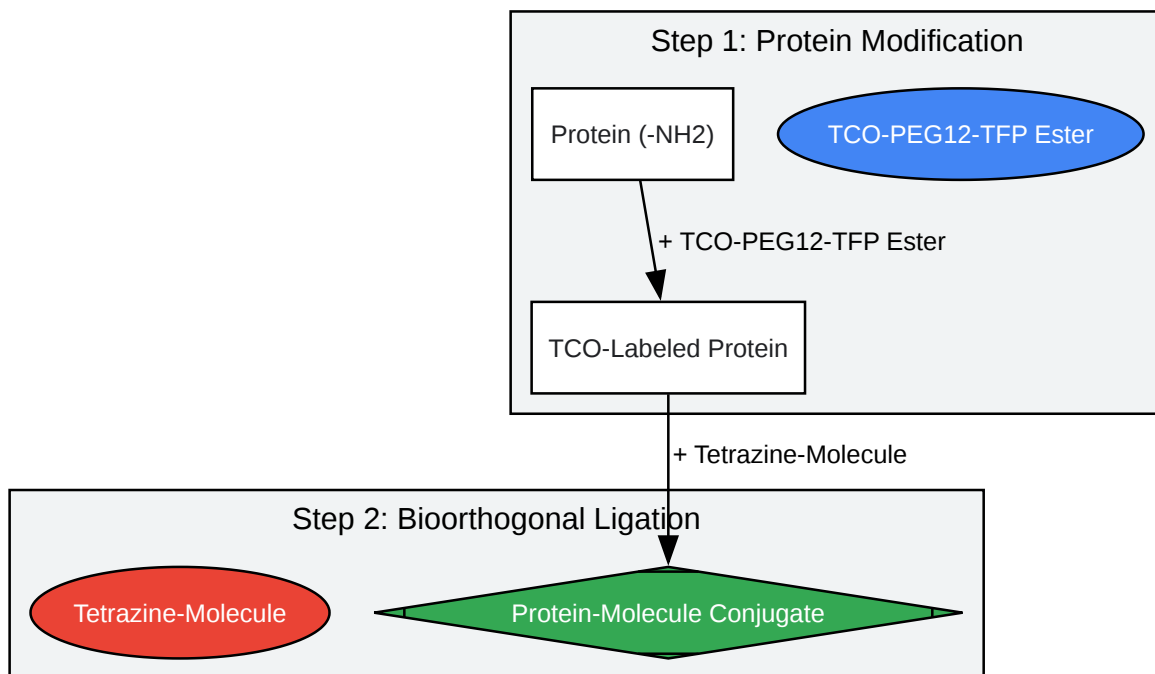 Step 1: Protein Modification
Protein (-NH2)
TCO-PEG12-TFP Ester
+ TCO-PEG12-TFP Ester
TCO-Labeled Protein
+ Tetrazine-Molecule
Step 2: Bioorthogonal Ligation
Tetrazine-Molecule
Protein-Molecule Conjugate